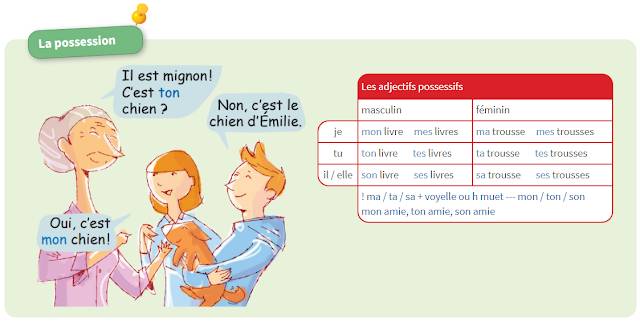 La possession
Il est mignon!
C'est ton
chien ?
Non, c'est le
chien d'Émilie.
Oui, c'est
mon chien!
Les adjectifs possessifs
masculin féminin
je mon livre mes livres ma trousse mes trousses
tu ton livre tes livres ta trousse tes trousses
il / elle son livre ses livres sa trousse ses trousses
! ma / ta / sa + voyelle ou h muet --- mon / ton / son
mon amie, ton amie, son amie